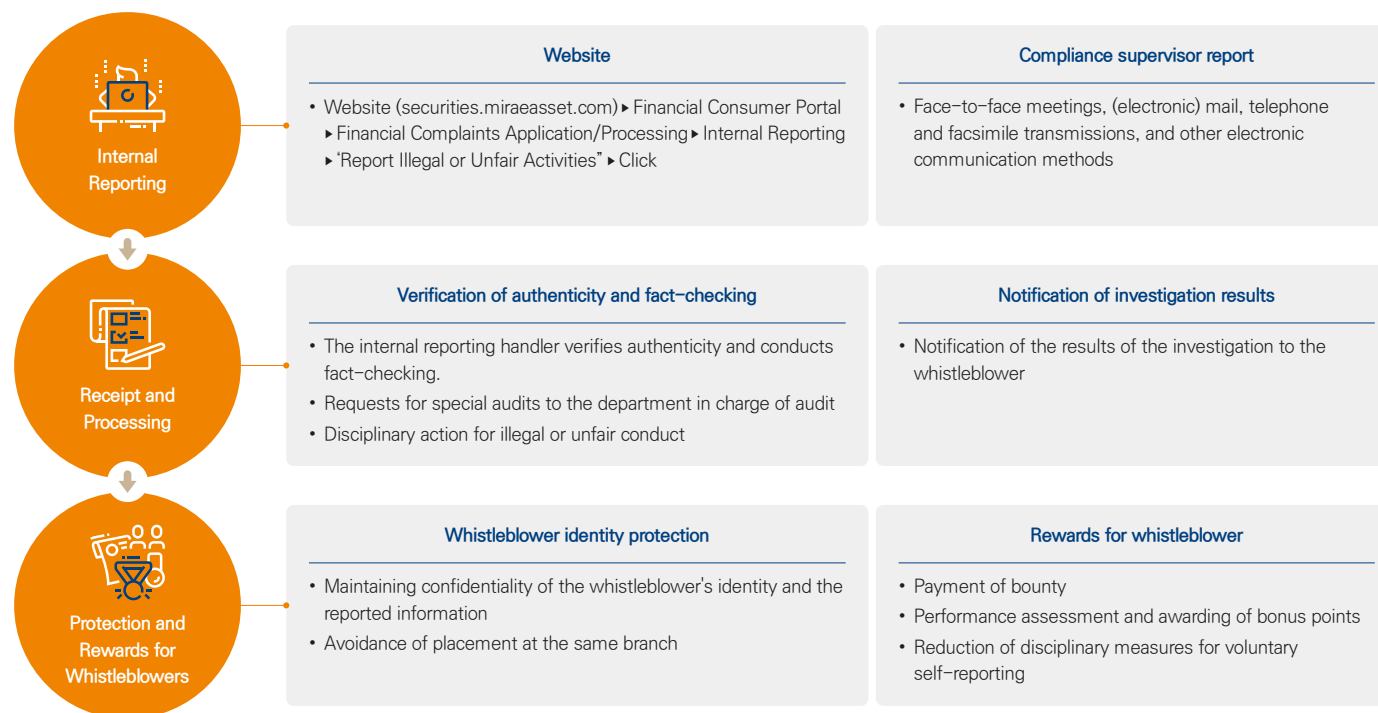 Internal
Reporting
Website
• Website (securities.miraeasset.com) ▸ Financial Consumer Portal
▸ Financial Complaints Application/Processing ▸ Internal Reporting
▸ ‘Report Illegal or Unfair Activities” ▸ Click
Compliance supervisor report
• Face-to-face meetings, (electronic) mail, telephone
and facsimile transmissions, and other electronic
communication methods
Receipt and
Processing
Verification of authenticity and fact-checking
• The internal reporting handler verifies authenticity and conducts
fact-checking.
• Requests for special audits to the department in charge of audit
• Disciplinary action for illegal or unfair conduct
Notification of investigation results
• Notification of the results of the investigation to the
whistleblower
Protection and
Rewards for
Whistleblowers
Whistleblower identity protection
• Maintaining confidentiality of the whistleblower's identity and the
reported information
• Avoidance of placement at the same branch
Rewards for whistleblower
• Payment of bounty
• Performance assessment and awarding of bonus points
• Reduction of disciplinary measures for voluntary
self-reporting